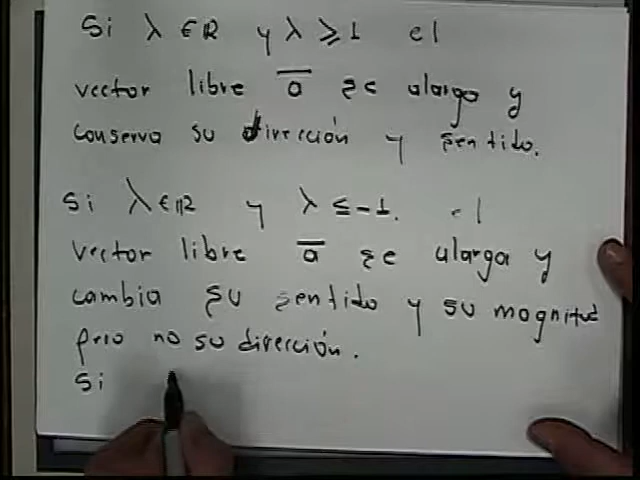 Si λ ∈ ℝ y λ ≥ 1 el
vector libre a̅ se alarga y
conserva su dirección y sentido.
Si λ ∈ ℝ y λ ≤ -1. el
vector libre a̅ se alarga y
cambia su sentido y su magnitud
pero no su dirección.
Si